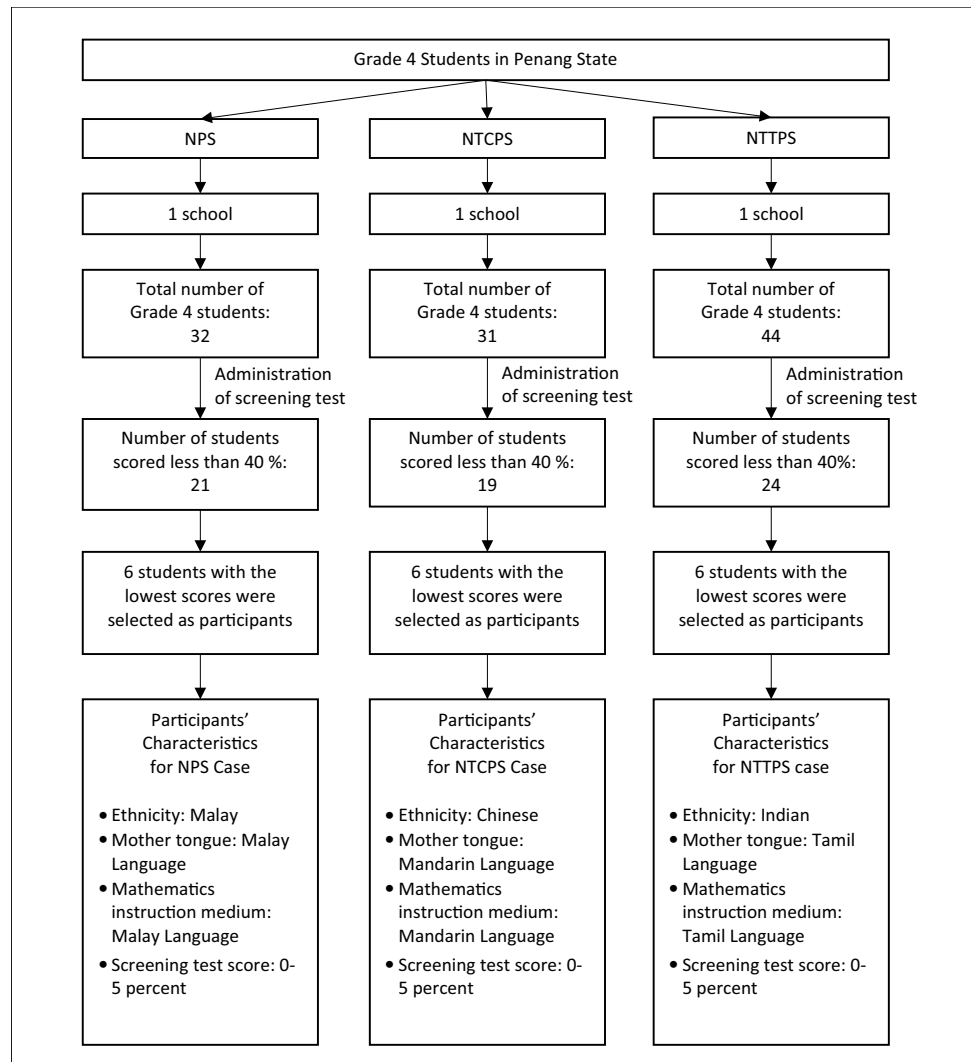 Grade 4 Students in Penang State
NPS
NTCPS
NTTPS
1 school
1 school
1 school
Total number of
Grade 4 students:
32
Total number of
Grade 4 students:
31
Total number of
Grade 4 students:
44
Administration
of screening test
Administration
of screening test
Administration
of screening test
Number of students
scored less than 40 %:
21
Number of students
scored less than 40 %:
19
Number of students
scored less than 40%:
24
6 students with the
lowest scores were
selected as participants
6 students with the
lowest scores were
selected as participants
6 students with the
lowest scores were
selected as participants
Participants’
Characteristics
for NPS Case
• Ethnicity: Malay
• Mother tongue: Malay
Language
• Mathematics
instruction medium:
Malay Language
• Screening test score: 0-
5 percent
Participants’
Characteristics
for NTCPS Case
• Ethnicity: Chinese
• Mother tongue:
Mandarin Language
• Mathematics
instruction medium:
Mandarin Language
• Screening test score: 0-
5 percent
Participants’
Characteristics
for NTTPS case
• Ethnicity: Indian
• Mother tongue: Tamil
Language
• Mathematics
instruction medium:
Tamil Language
• Screening test score: 0-
5 percent